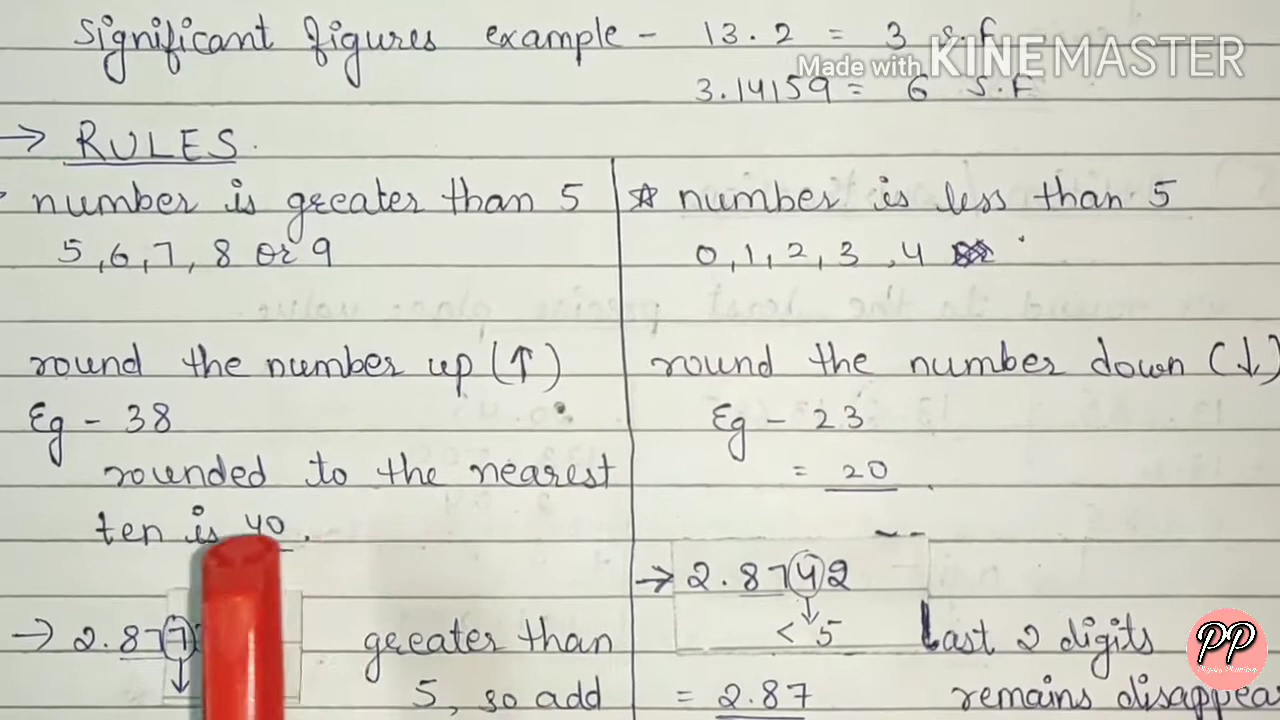 Significant figures example - 13.2 = 3 S.F
Made with KINEMASTER
3.14159 = 6 S.F
→ RULES.
number is greater than 5
5, 6, 7, 8 or 9
round the number up (↑)
Eg - 38
rounded to the nearest
ten is 40.
→ 2.877
greater than
5, so add
☆ number is less than 5
0, 1, 2, 3, 4
round the number down (↓)
Eg - 23
= 20
→ 2.8742
< 5
Last 2 digits
= 2.87 remains disappea
PP